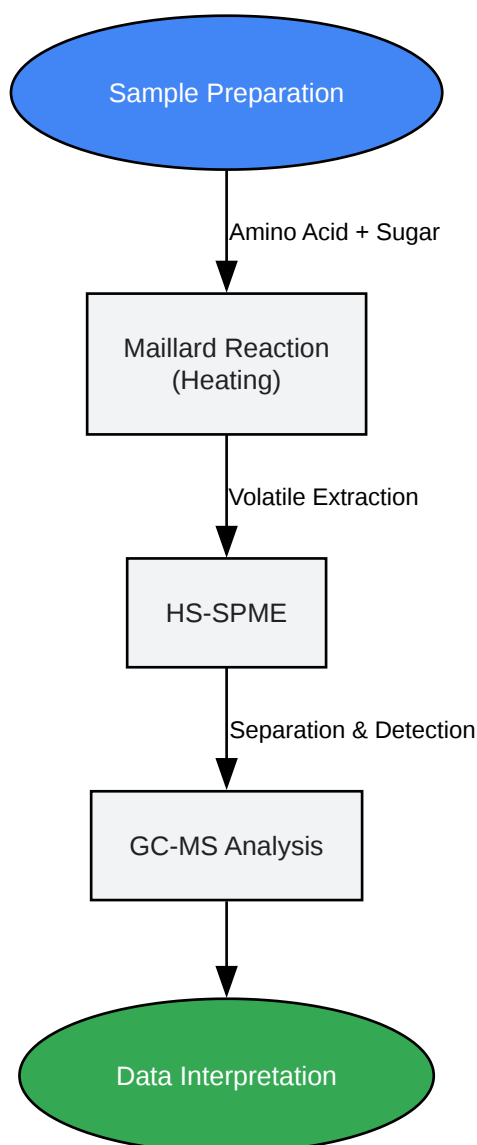 Sample Preparation
Amino Acid + Sugar
Maillard Reaction
(Heating)
Volatile Extraction
HS-SPME
Separation & Detection
GC-MS Analysis
Data Interpretation